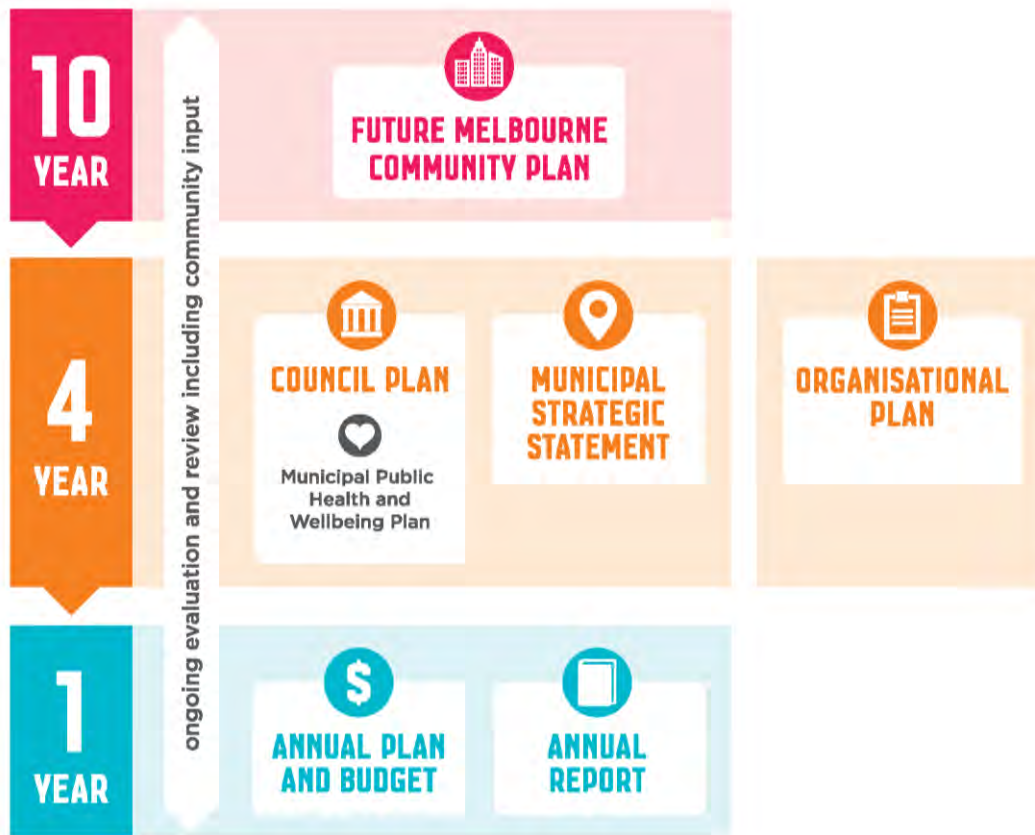 10
YEAR
FUTURE MELBOURNE
COMMUNITY PLAN
ongoing evaluation and review including community input
4
YEAR
COUNCIL PLAN
Municipal Public
Health and
Wellbeing Plan
MUNICIPAL
STRATEGIC
STATEMENT
ORGANISATIONAL
PLAN
1
YEAR
$
ANNUAL PLAN
AND BUDGET
ANNUAL
REPORT